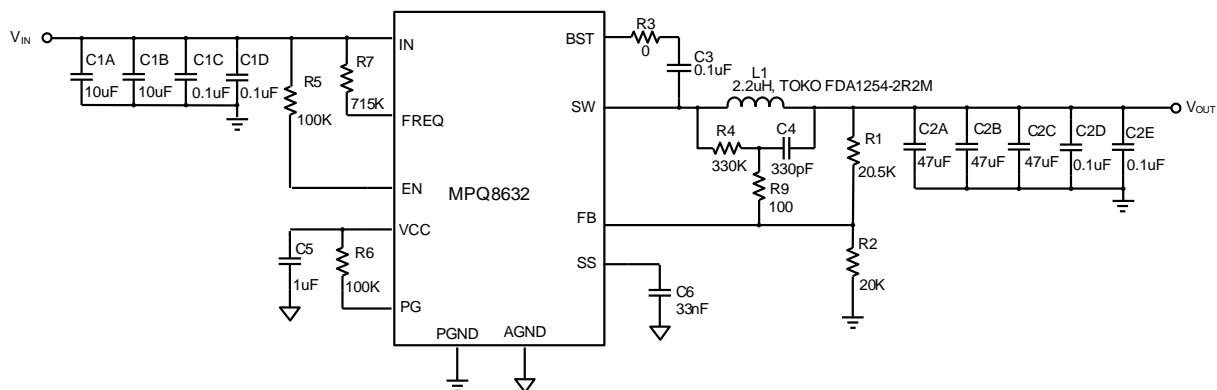 VIN
C1A
10uF
C1B
10uF
C1C
0.1uF
C1D
0.1uF
R5
100K
R7
715K
C5
1uF
R6
100K
IN
FREQ
EN
VCC
PG
MPQ8632
PGND
AGND
BST
SW
FB
SS
R3
0
C3
0.1uF
L1
2.2uH, TOKO FDA1254-2R2M
R4
330K
C4
330pF
R9
100
R1
20.5K
R2
20K
C6
33nF
C2A
47uF
C2B
47uF
C2C
47uF
C2D
0.1uF
C2E
0.1uF
VOUT